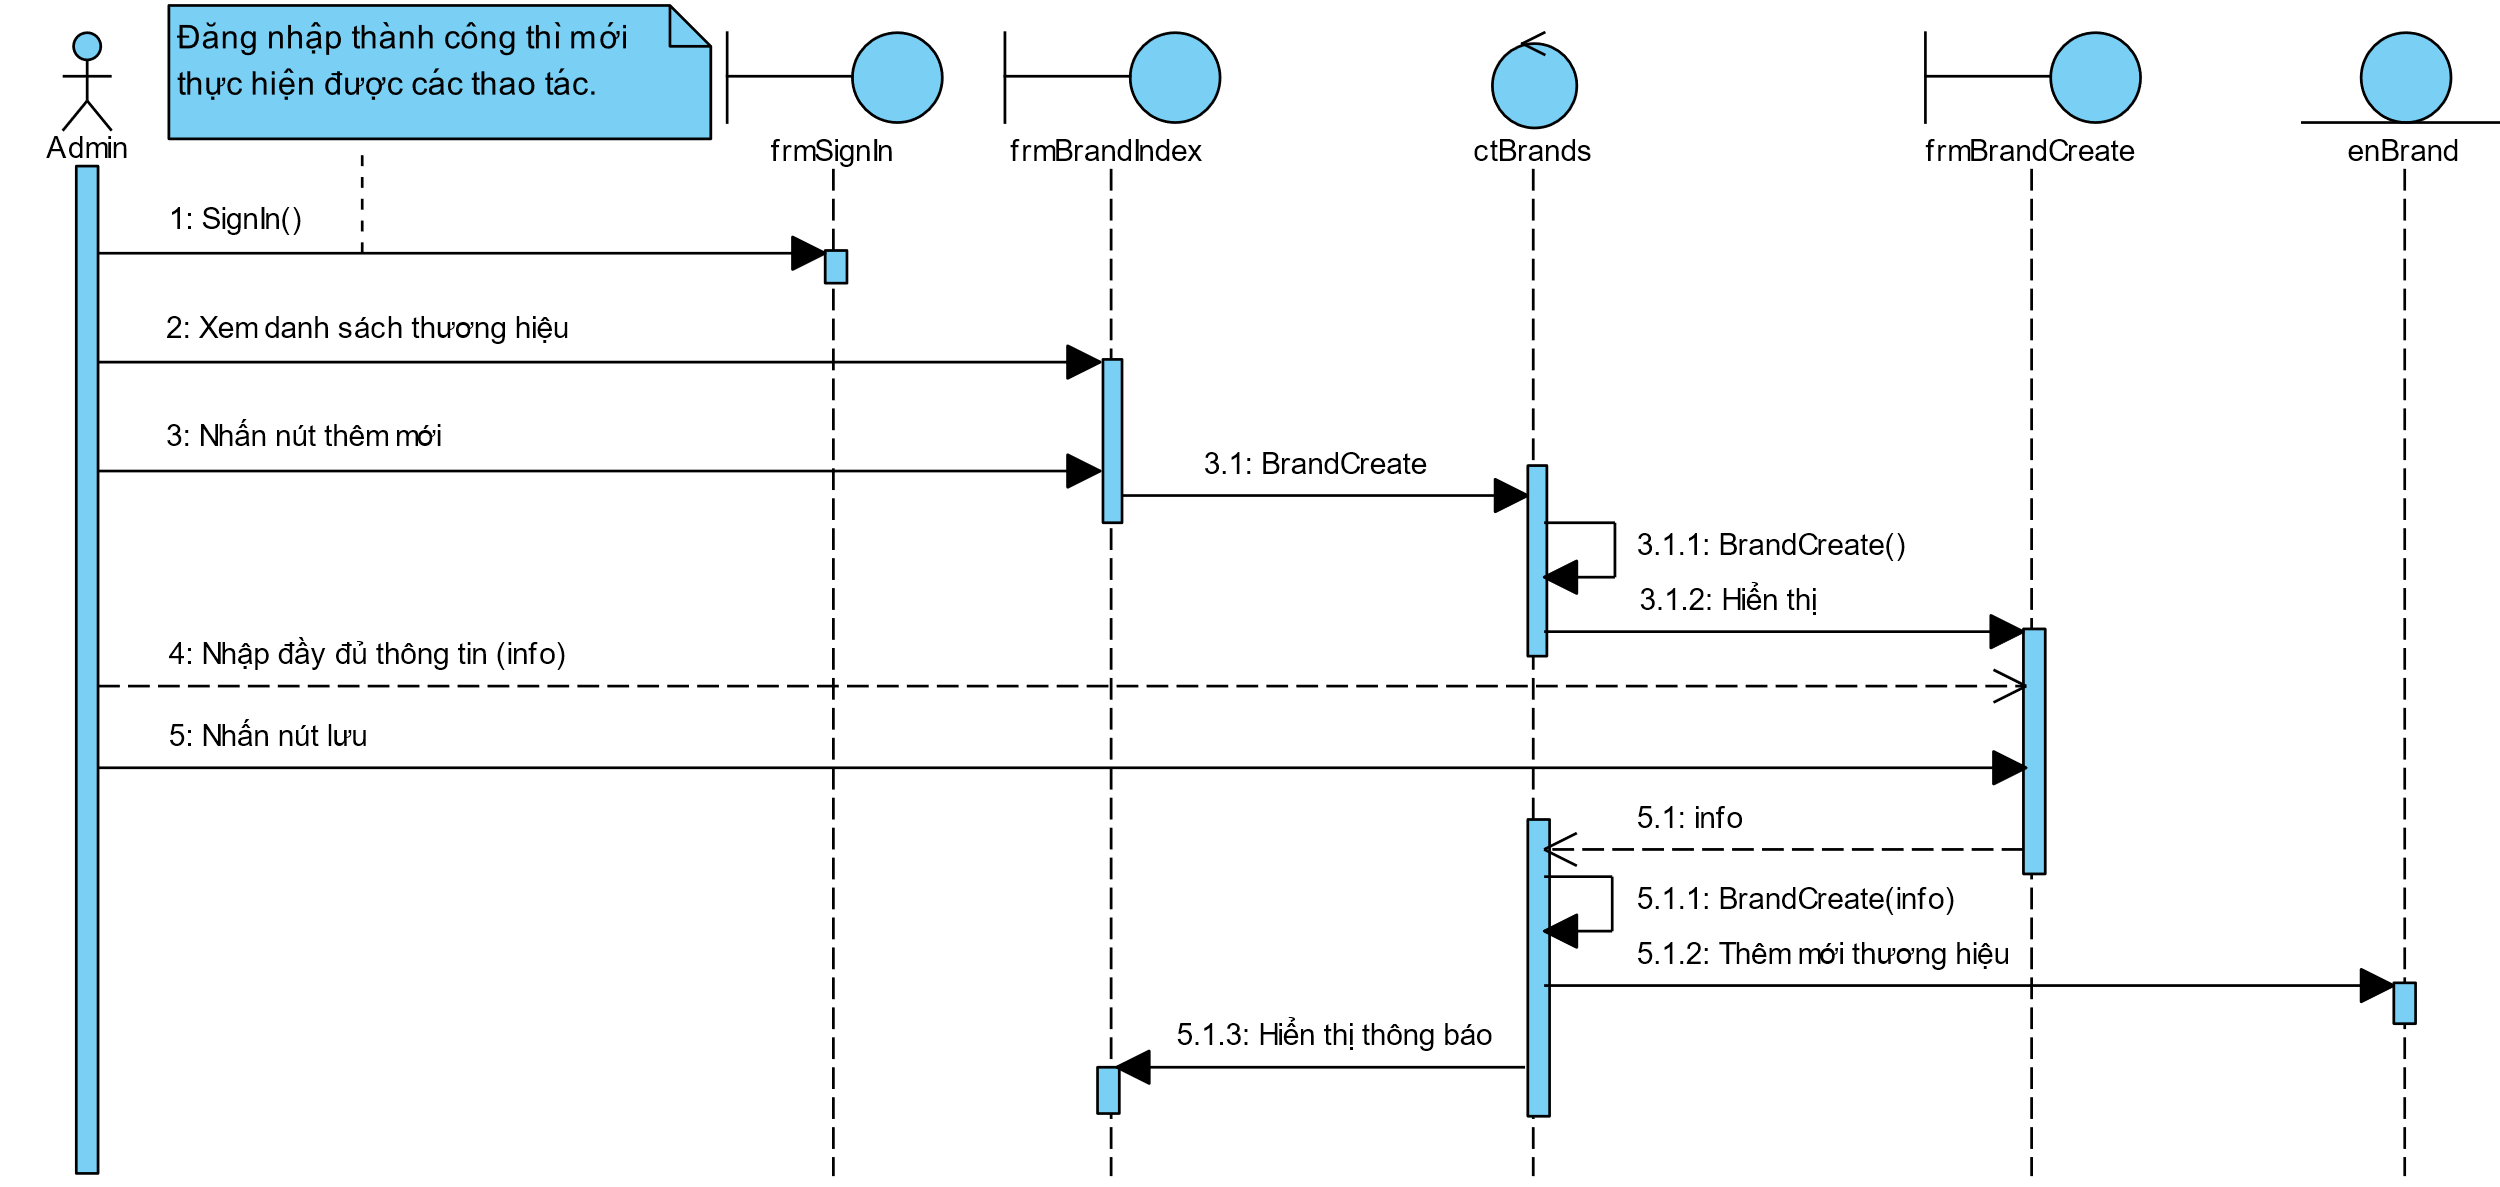 Đăng nhập thành công thì mới
thực hiện được các thao tác.
Admin
frmSignIn
frmBrandIndex
ctBrands
frmBrandCreate
enBrand
1: SignIn()
2: Xem danh sách thương hiệu
3: Nhấn nút thêm mới
3.1: BrandCreate
3.1.1: BrandCreate()
3.1.2: Hiển thị
4: Nhập đầy đủ thông tin (info)
5: Nhấn nút lưu
5.1: info
5.1.1: BrandCreate(info)
5.1.2: Thêm mới thương hiệu
5.1.3: Hiển thị thông báo